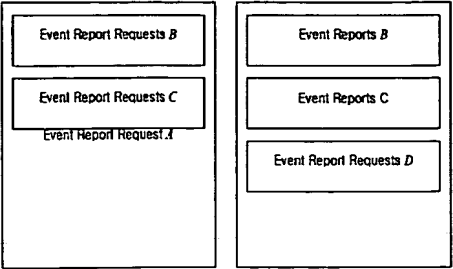 Event Report Requests B
Event Report Requests C
Event Report Request A
Event Reports B
Event Reports C
Event Report Requests D